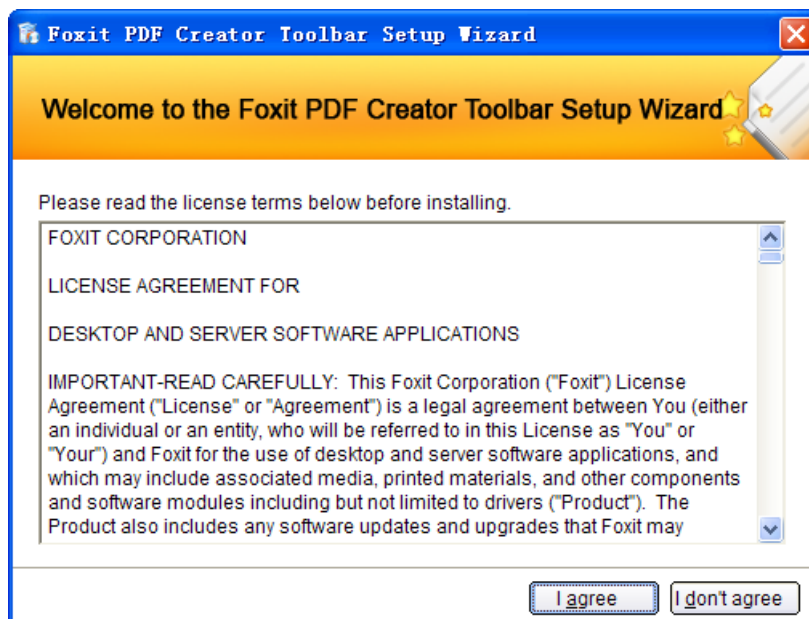 Foxit PDF Creator Toolbar Setup Wizard
Welcome to the Foxit PDF Creator Toolbar Setup Wizard
Please read the license terms below before installing.
FOXIT CORPORATION
LICENSE AGREEMENT FOR
DESKTOP AND SERVER SOFTWARE APPLICATIONS
IMPORTANT-READ CAREFULLY: This Foxit Corporation ("Foxit") License
Agreement ("License" or "Agreement") is a legal agreement between You (either
an individual or an entity, who will be referred to in this License as "You" or
"Your") and Foxit for the use of desktop and server software applications, and
which may include associated media, printed materials, and other components
and software modules including but not limited to drivers ("Product"). The
Product also includes any software updates and upgrades that Foxit may
I agree
I don't agree